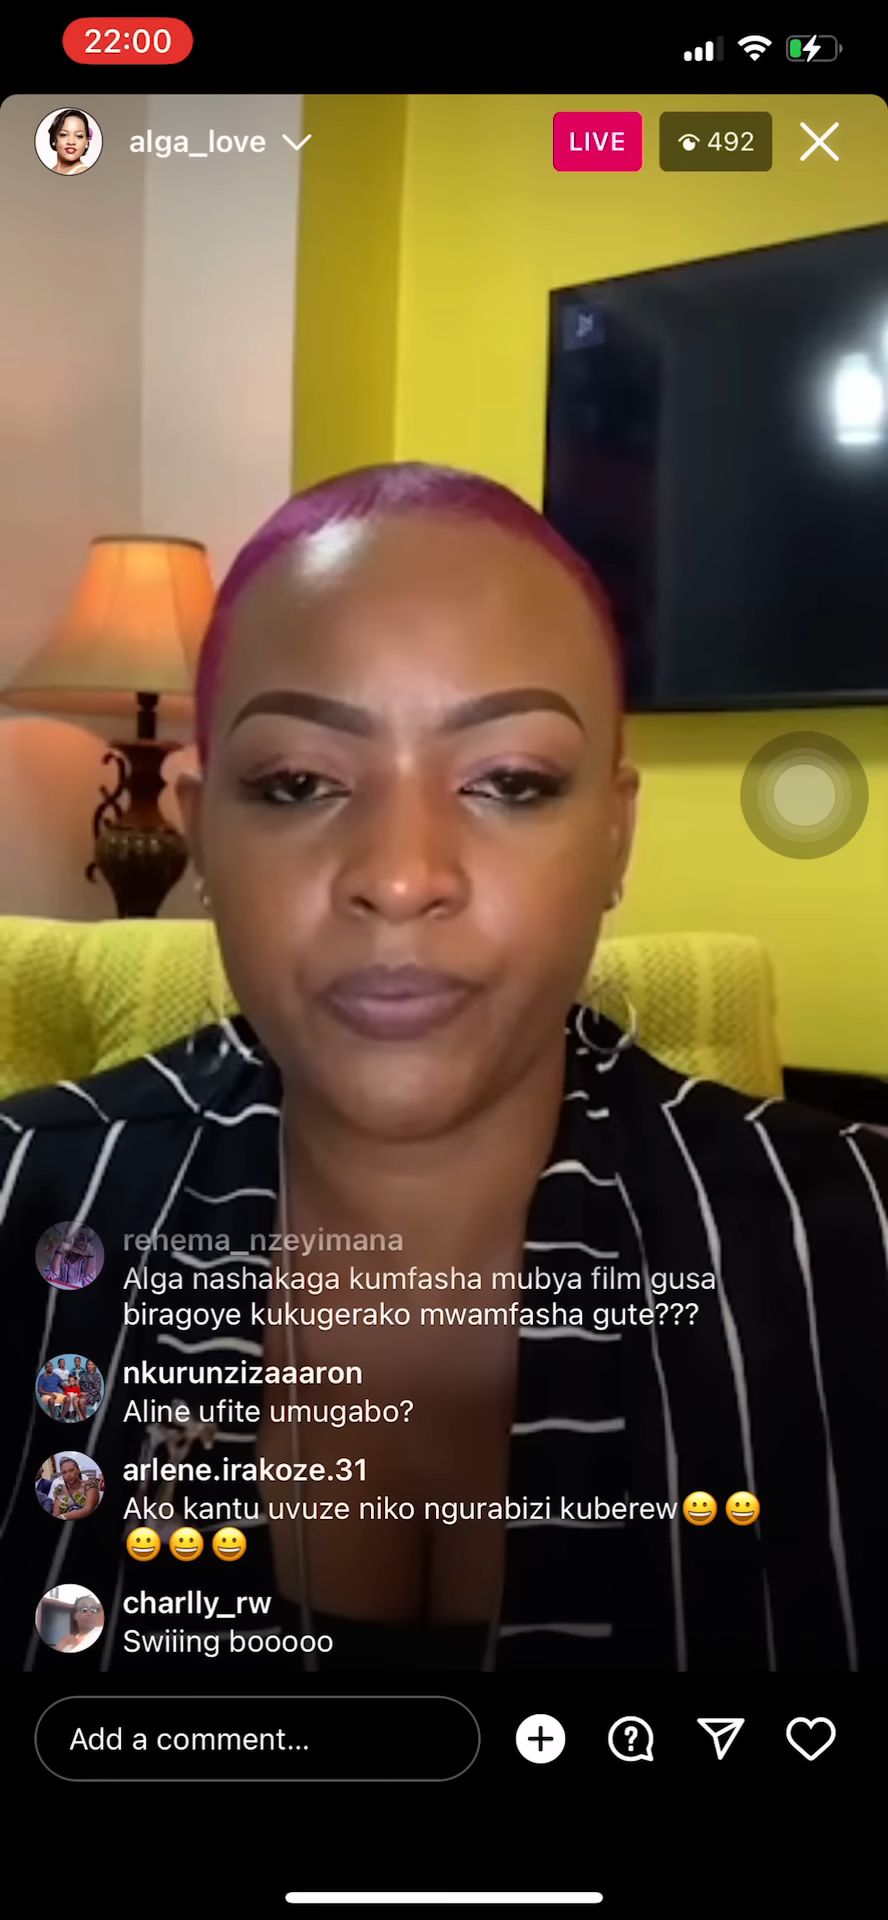 22:00
alga_love
LIVE
492
rehema_nzeyimana
Alga nashakaga kumfasha mubya film gusa
biragoye kukugerako mwamfasha gute???
nkurunzizaaaron
Aline ufite umugabo?
arlene.irakoze.31
Ako kantu uvuze niko ngurabizi kuberew😀😀
😀😀😀
charlly_rw
Swiiing booooo
Add a comment...